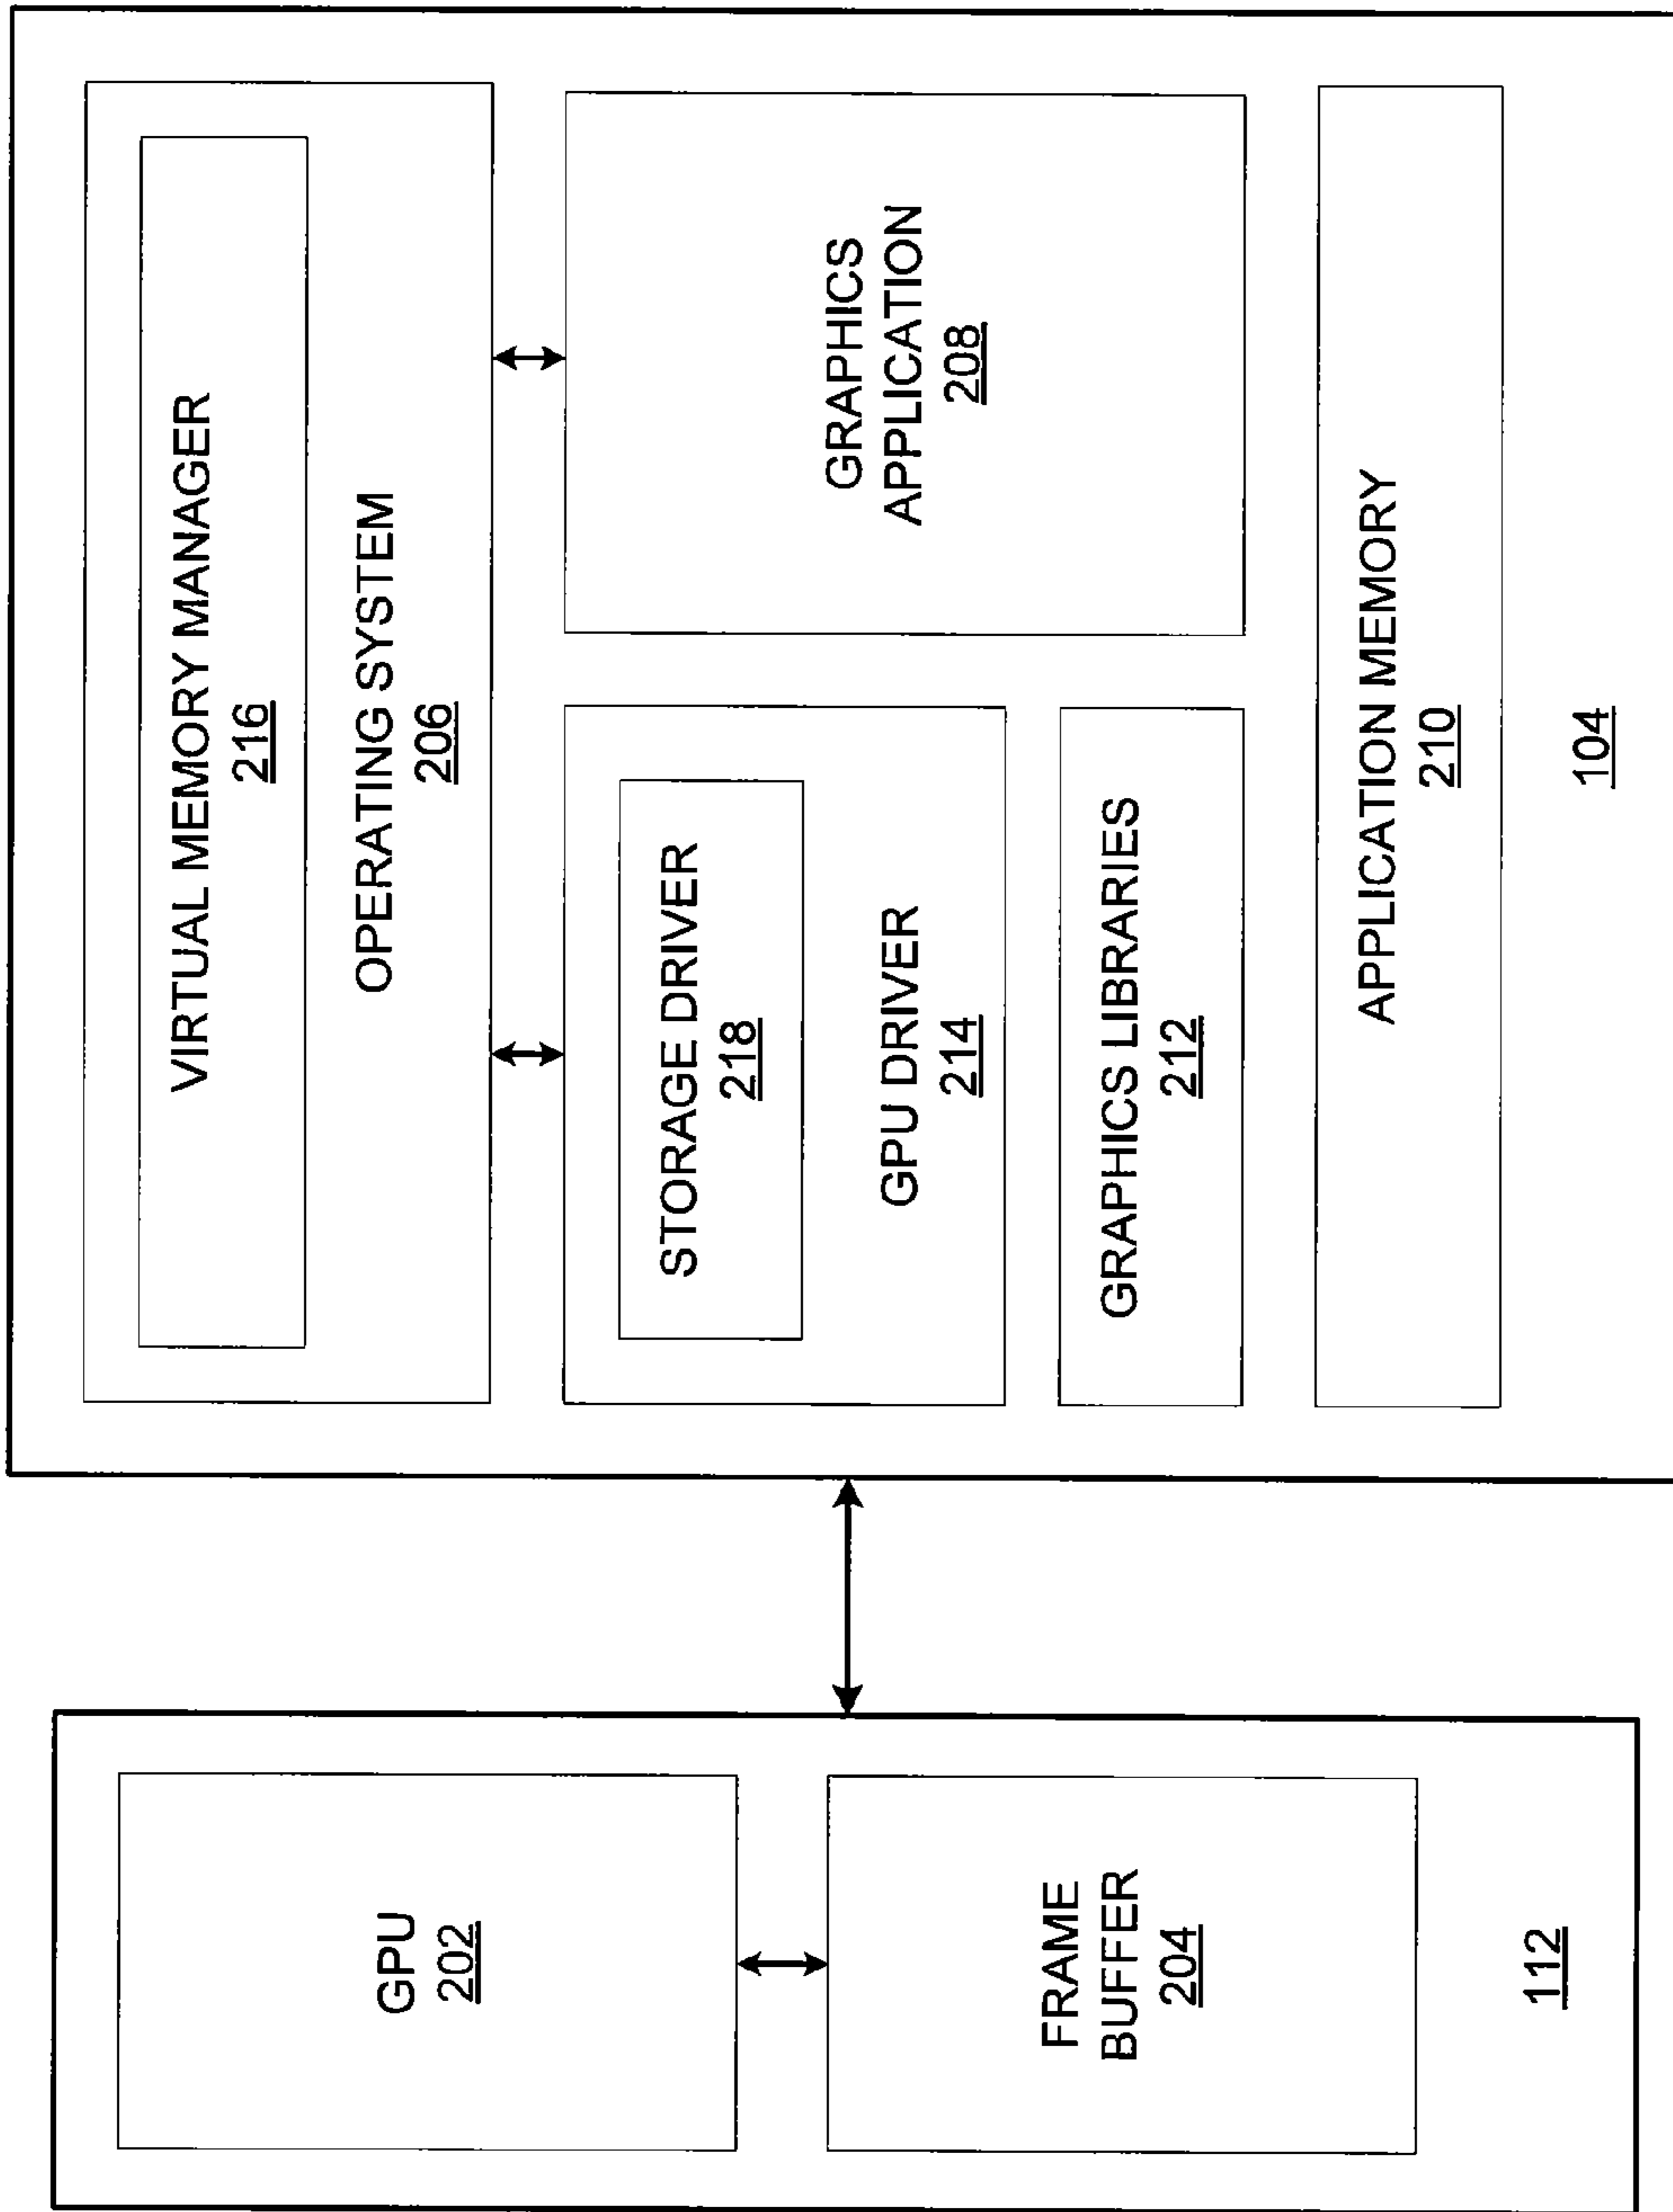 GPU
202
FRAME
BUFFER
204
112
VIRTUAL MEMORY MANAGER
216
OPERATING SYSTEM
206
STORAGE DRIVER
218
GPU DRIVER
214
GRAPHICS LIBRARIES
212
GRAPHICS
APPLICATION
208
APPLICATION MEMORY
210
104